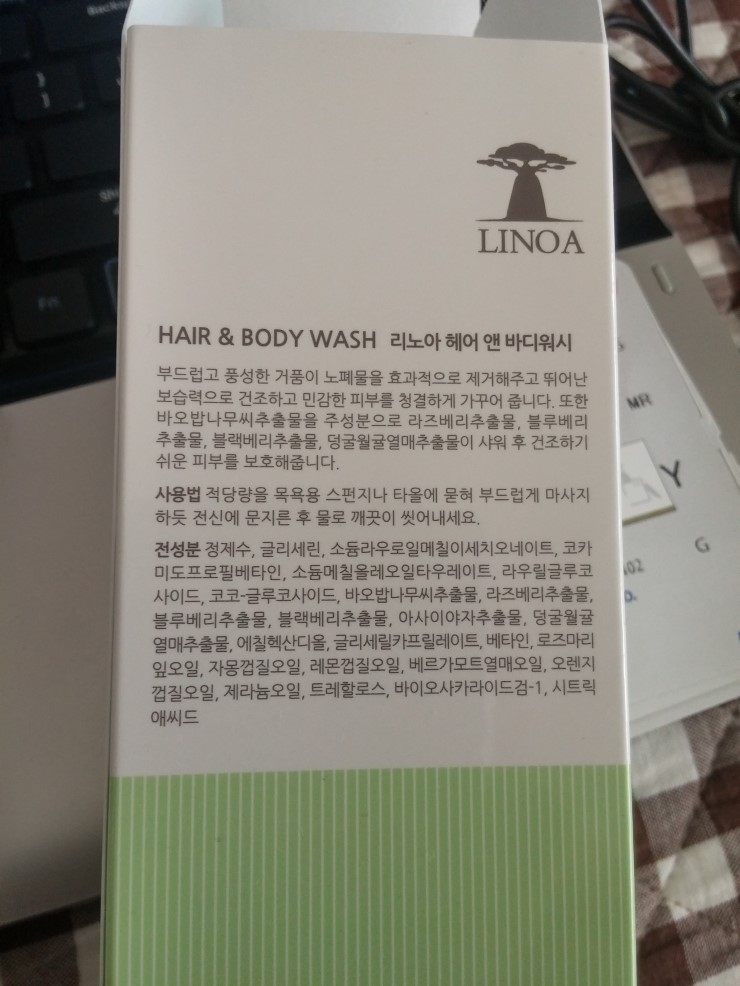 Backsp
Fn
LINOA
HAIR & BODY WASH 리노아 헤어 앤 바디워시
부드럽고 풍성한 거품이 노폐물을 효과적으로 제거해주고 뛰어난
보습력으로 건조하고 민감한 피부를 청결하게 가꾸어 줍니다. 또한
바오밥나무씨추출물을 주성분으로 라즈베리추출물, 블루베리
추출물, 블랙베리추출물, 덩굴월귤열매추출물이 샤워 후 건조하기
쉬운 피부를 보호해줍니다.
사용법 적당량을 목욕용 스펀지나 타올에 묻혀 부드럽게 마사지
하듯 전신에 문지른 후 물로 깨끗이 씻어내세요.
전성분 정제수, 글리세린, 소듐라우로일메칠이세치오네이트, 코카
미도프로필베타인, 소듐메칠올레오일타우레이트, 라우릴글루코
사이드, 코코-글루코사이드, 바오밥나무씨추출물, 라즈베리추출물,
블루베리추출물, 블랙베리추출물, 아사이야자추출물, 덩굴월귤
열매추출물, 에칠헥산디올, 글리세릴카프릴레이트, 베타인, 로즈마리
잎오일, 자몽껍질오일, 레몬껍질오일, 베르가모트열매오일, 오렌지
껍질오일, 제라늄오일, 트레할로스, 바이오사카라이드검-1, 시트릭
애씨드
MR
Y
G